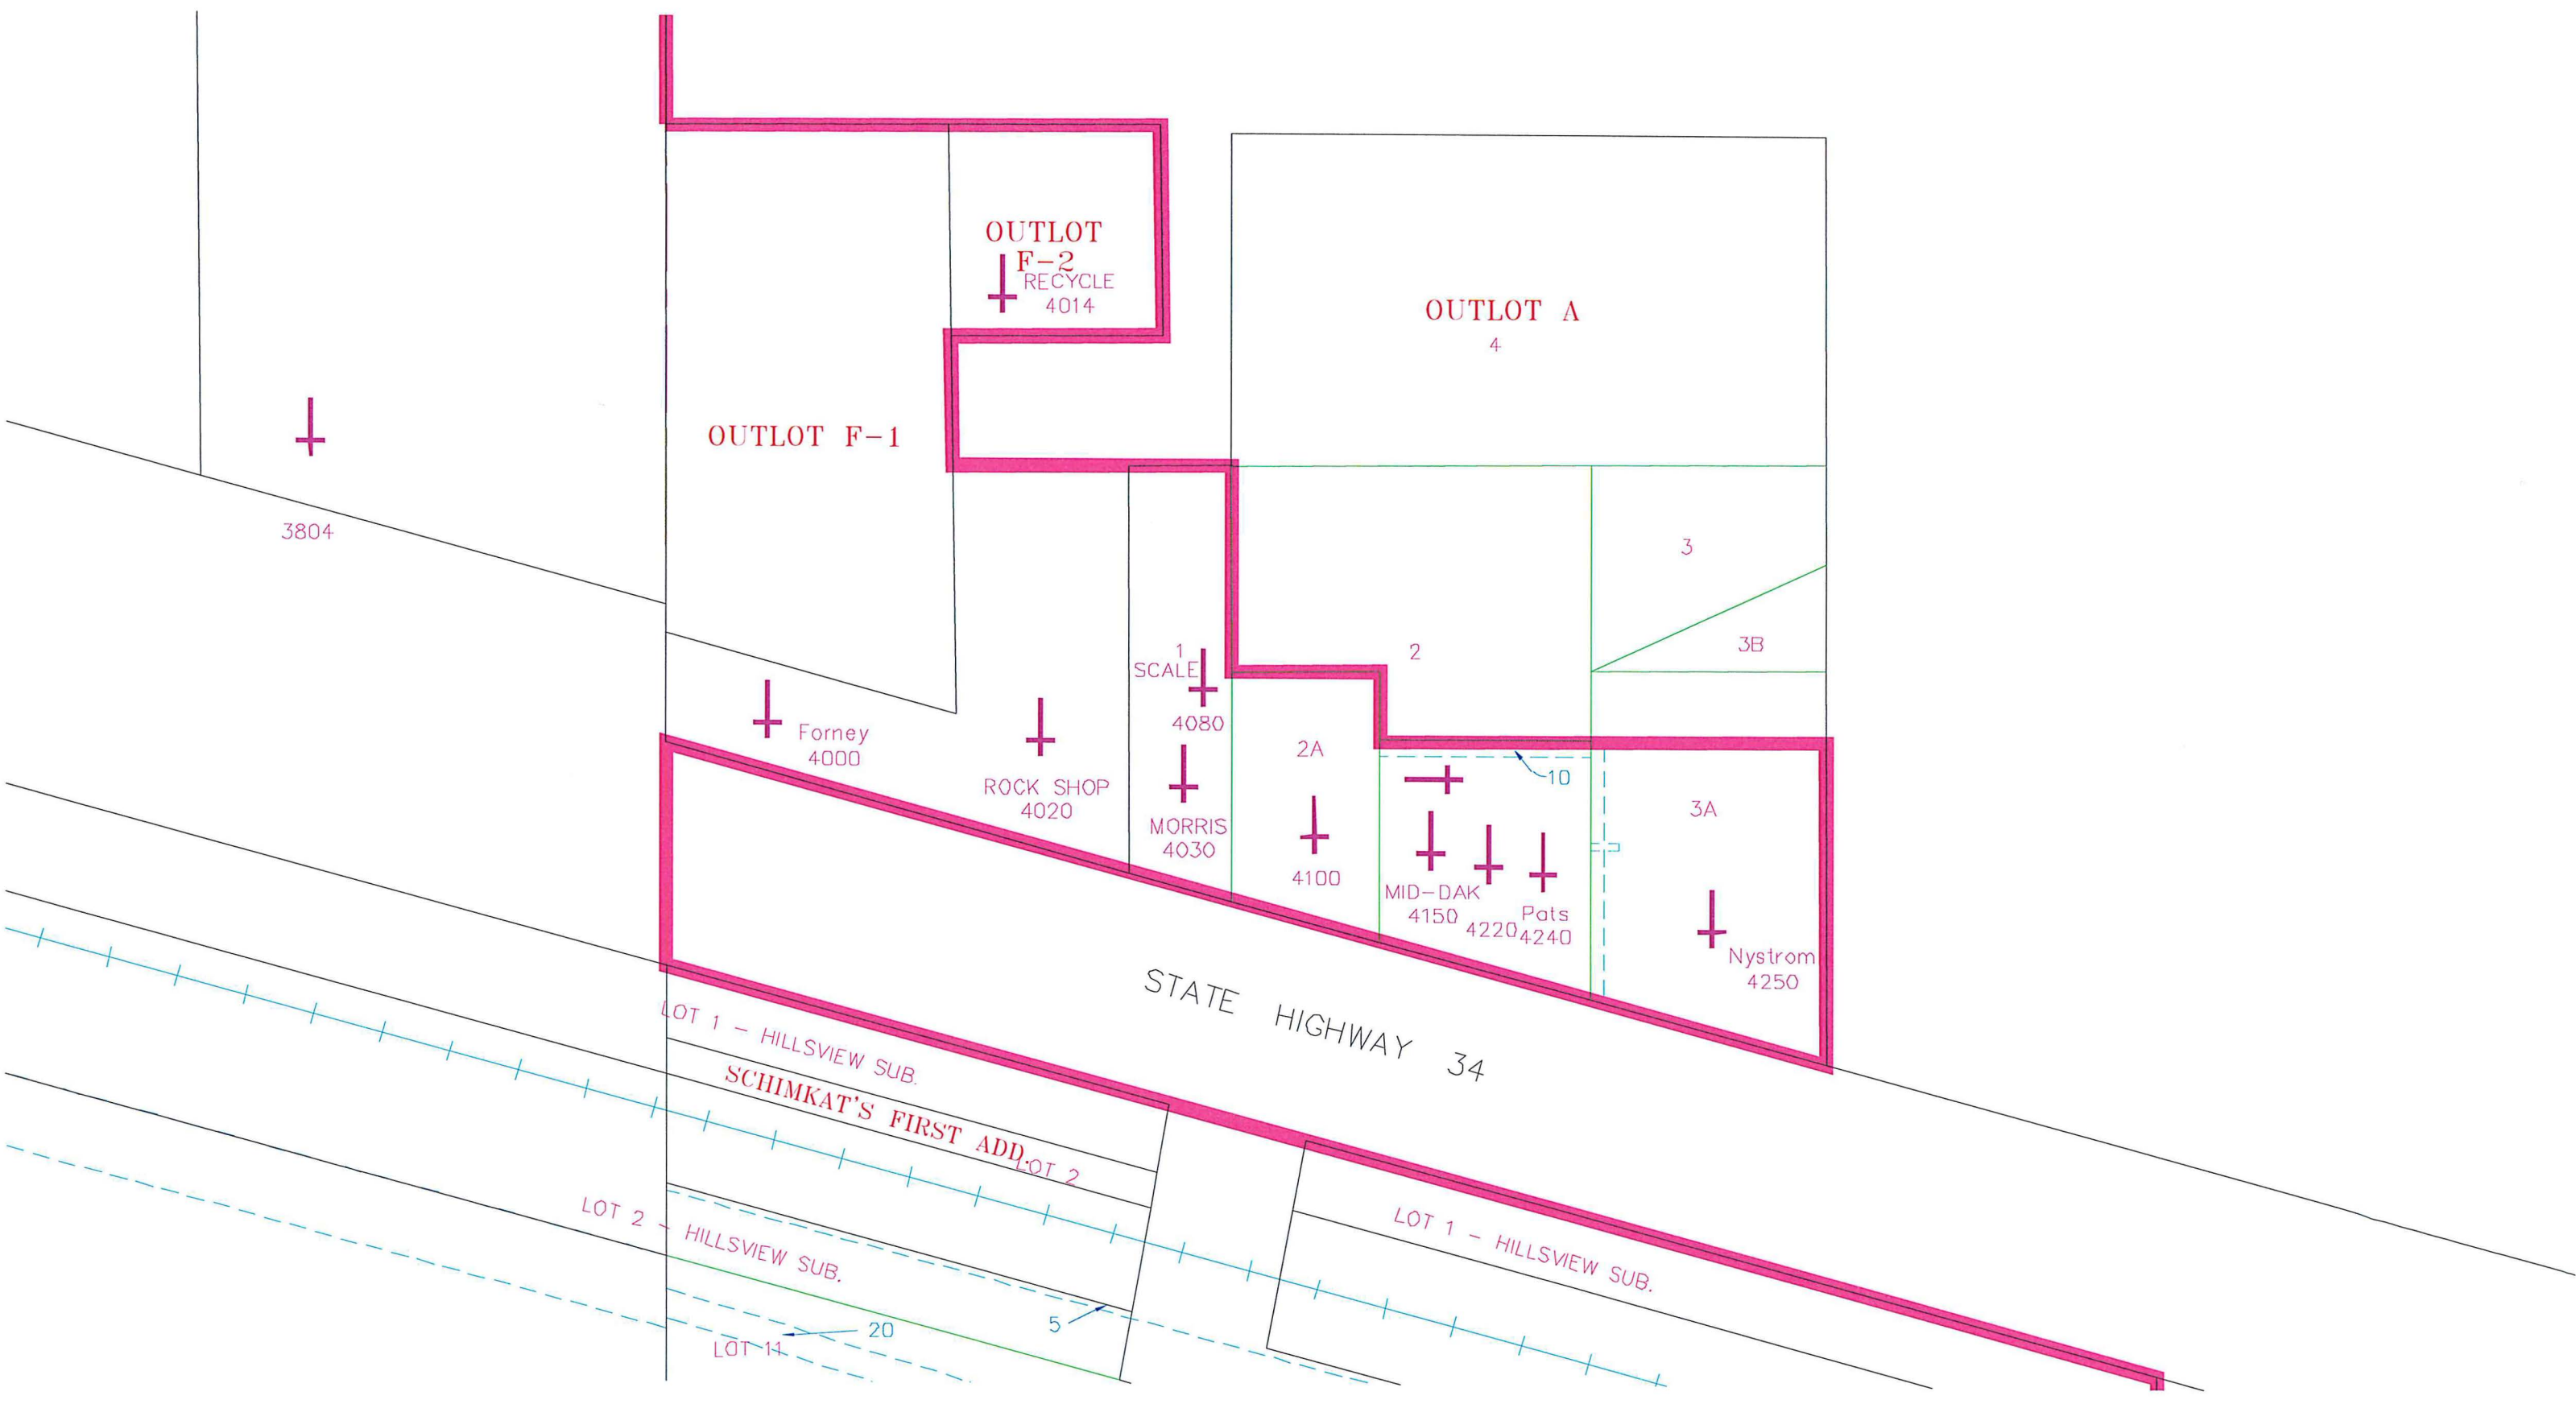 OUTLOT
F-2
RECYCLE
4014
OUTLOT A
4
OUTLOT F-1
3804
3
3B
2
1
SCALE
4080
Forney
4000
ROCK SHOP
4020
MORRIS
4030
2A
4100
10
MID-DAK
4150
4220
Pats
4240
3A
Nystrom
4250
STATE HIGHWAY 34
LOT 1 - HILLSVIEW SUB.
SCHIMKAT'S FIRST ADD.
LOT 2
LOT 2 - HILLSVIEW SUB.
LOT 1 - HILLSVIEW SUB.
5
20
LOT 11